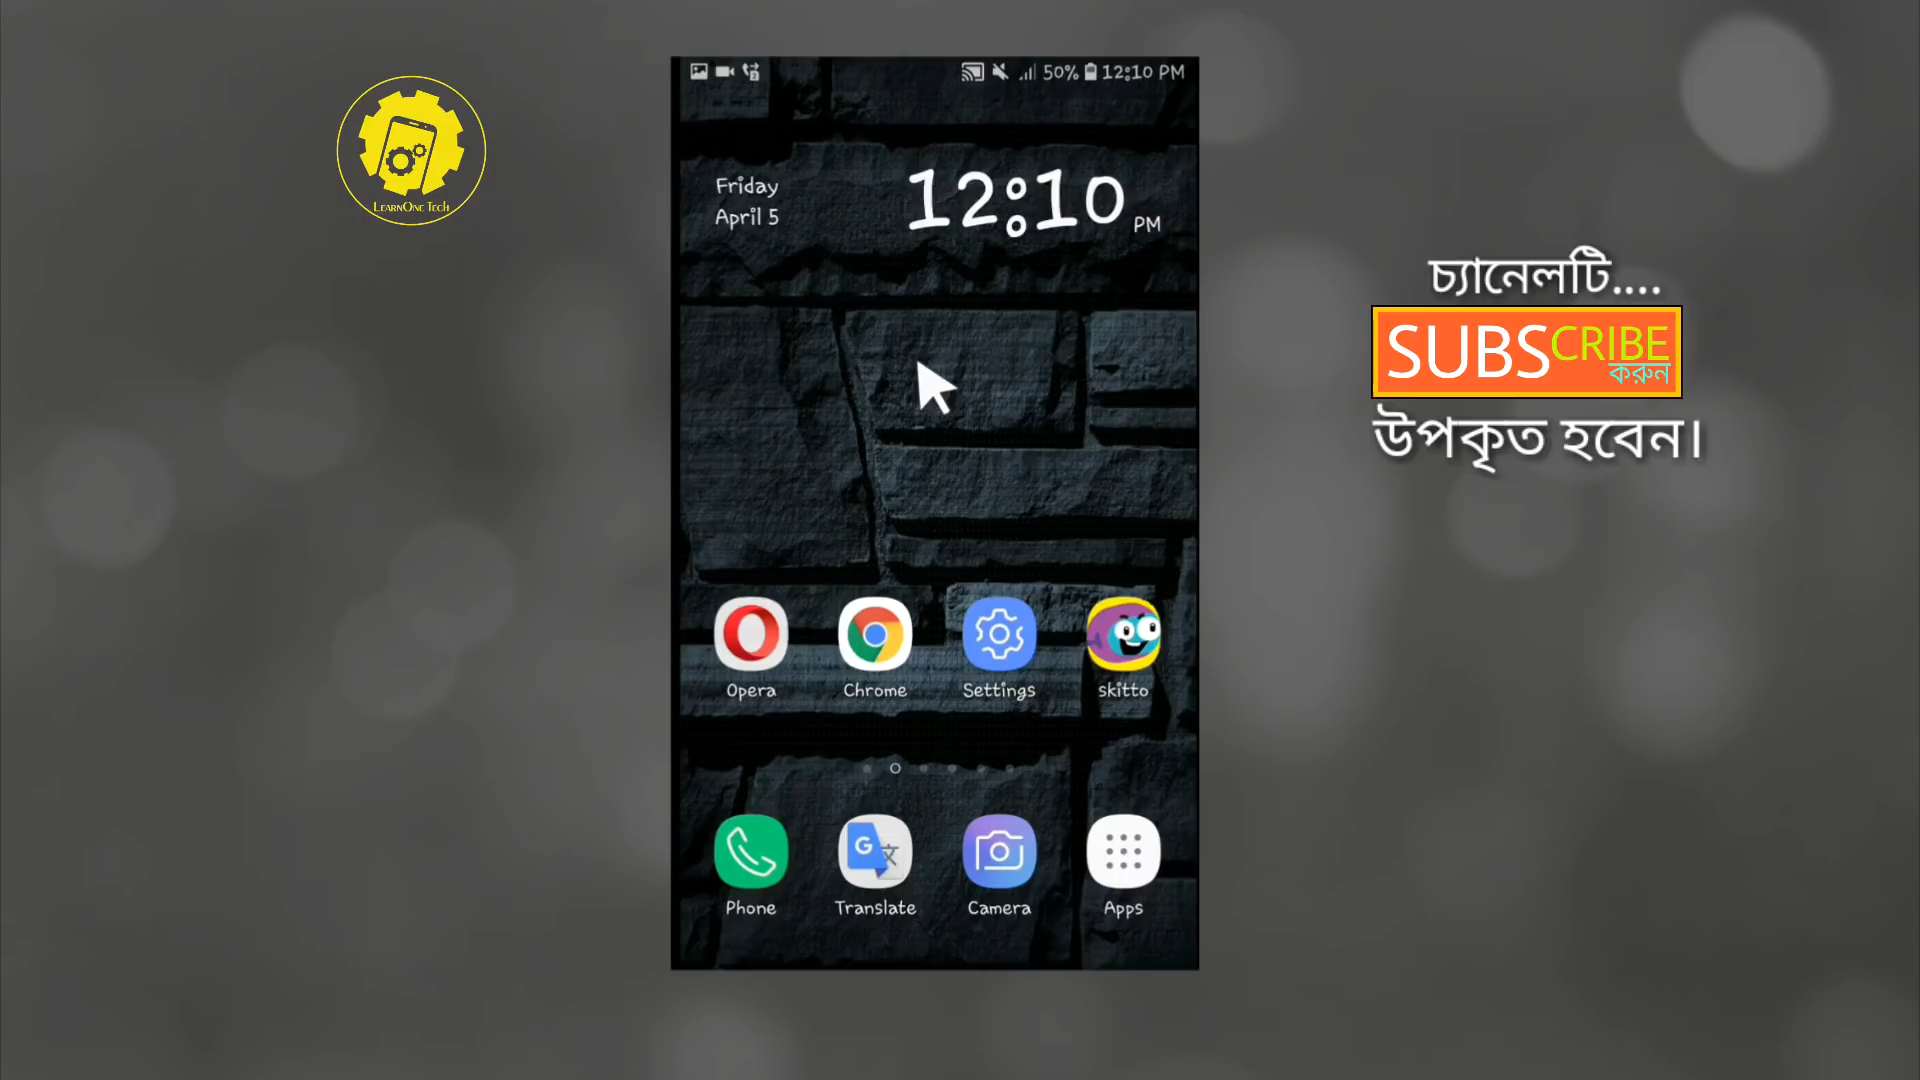 LEARNONE TECH
50% 12:10 PM
Friday
April 5
12:10 PM
চ্যানেলটি....
SUBSCRIBE
করুন
উপকৃত হবেন।
Opera Chrome Settings skitto
Phone Translate Camera Apps